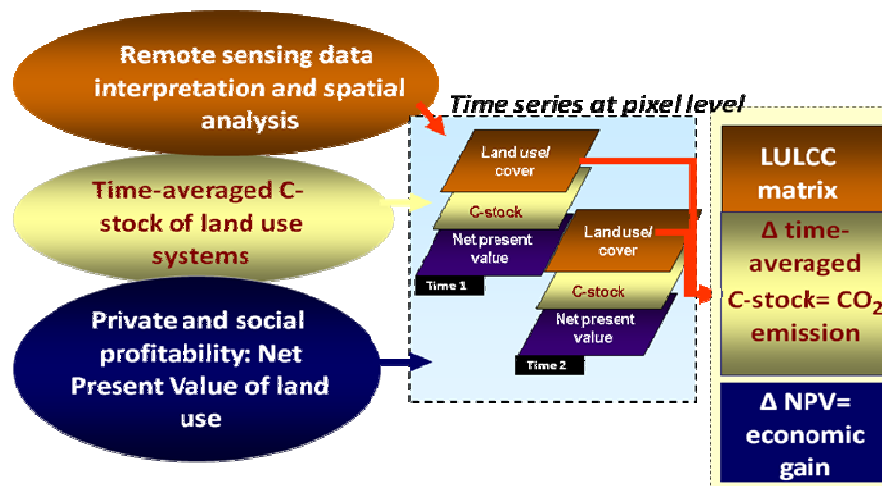 Remote sensing data
interpretation and spatial
analysis
Time-averaged C-
stock of land use
systems
Private and social
profitability: Net
Present Value of land
use
Time series at pixel level
Land use/
cover
C-stock
Net present
value
Time 1
Land use/
cover
C-stock
Net present
value
Time 2
LULCC
matrix
Δ time-
averaged
C-stock= CO₂
emission
Δ NPV=
economic
gain